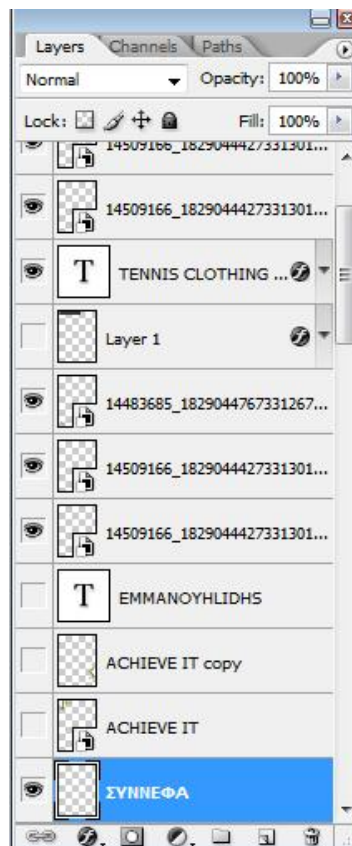 Layers Channels Paths
Normal Opacity: 100%
Lock: Fill: 100%
14509166_1829044427331301...
14509166_1829044427331301...
T TENNIS CLOTHING ...
Layer 1
14483685_1829044767331267...
14509166_1829044427331301...
14509166_1829044427331301...
T EMMANOYHLIDHS
ACHIEVE IT copy
ACHIEVE IT
ΣΥΝΝΕΦΑ